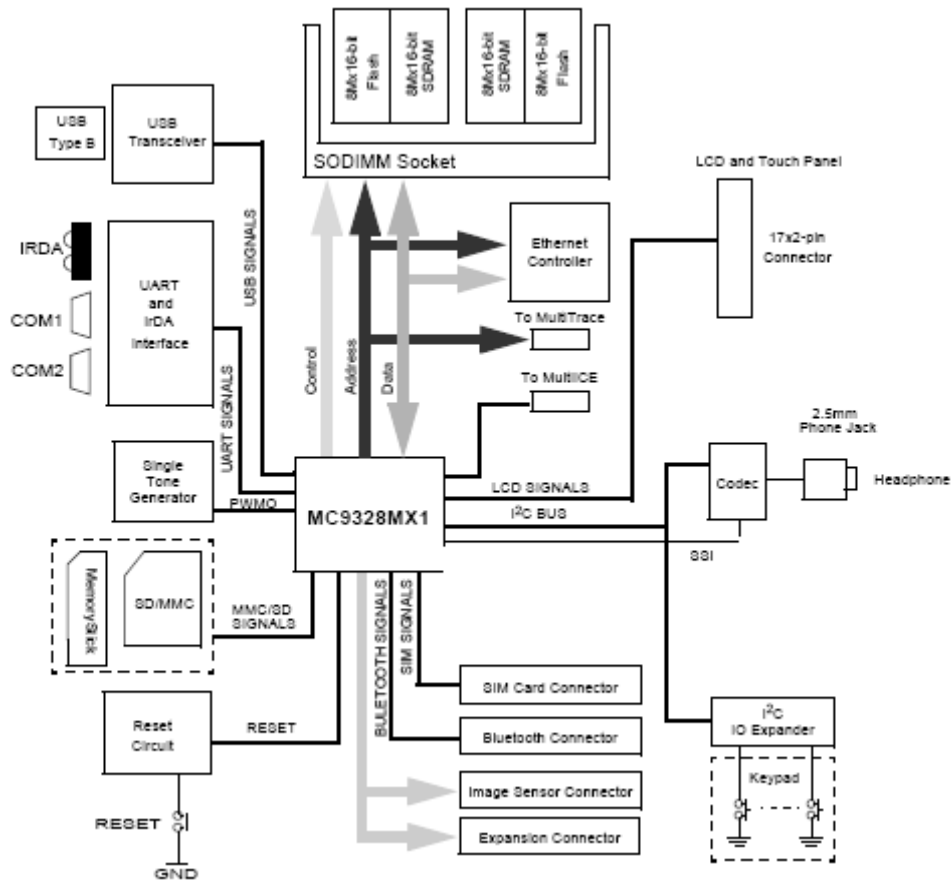 8Mx16-bit
Flash
8Mx16-bit
SDRAM
8Mx16-bit
SDRAM
8Mx16-bit
Flash
SODIMM Socket
USB
Type B
USB
Transceiver
USB SIGNALS
IRDA
COM1
COM2
UART
and
IrDA
Interface
UART SIGNALS
Control
Address
Data
Ethernet
Controller
To MultiTrace
To MultiICE
LCD and Touch Panel
17x2-pin
Connector
Single
Tone
Generator
PWMO
MC9328MX1
LCD SIGNALS
I²C BUS
SSI
Codec
2.5mm
Phone Jack
Headphone
MemoryStick
SD/MMC
MMC/SD
SIGNALS
BULETOOTH SIGNALS
SIM SIGNALS
SIM Card Connector
Bluetooth Connector
Image Sensor Connector
Expansion Connector
Reset
Circuit
RESET
RESET
GND
I²C
IO Expander
Keypad